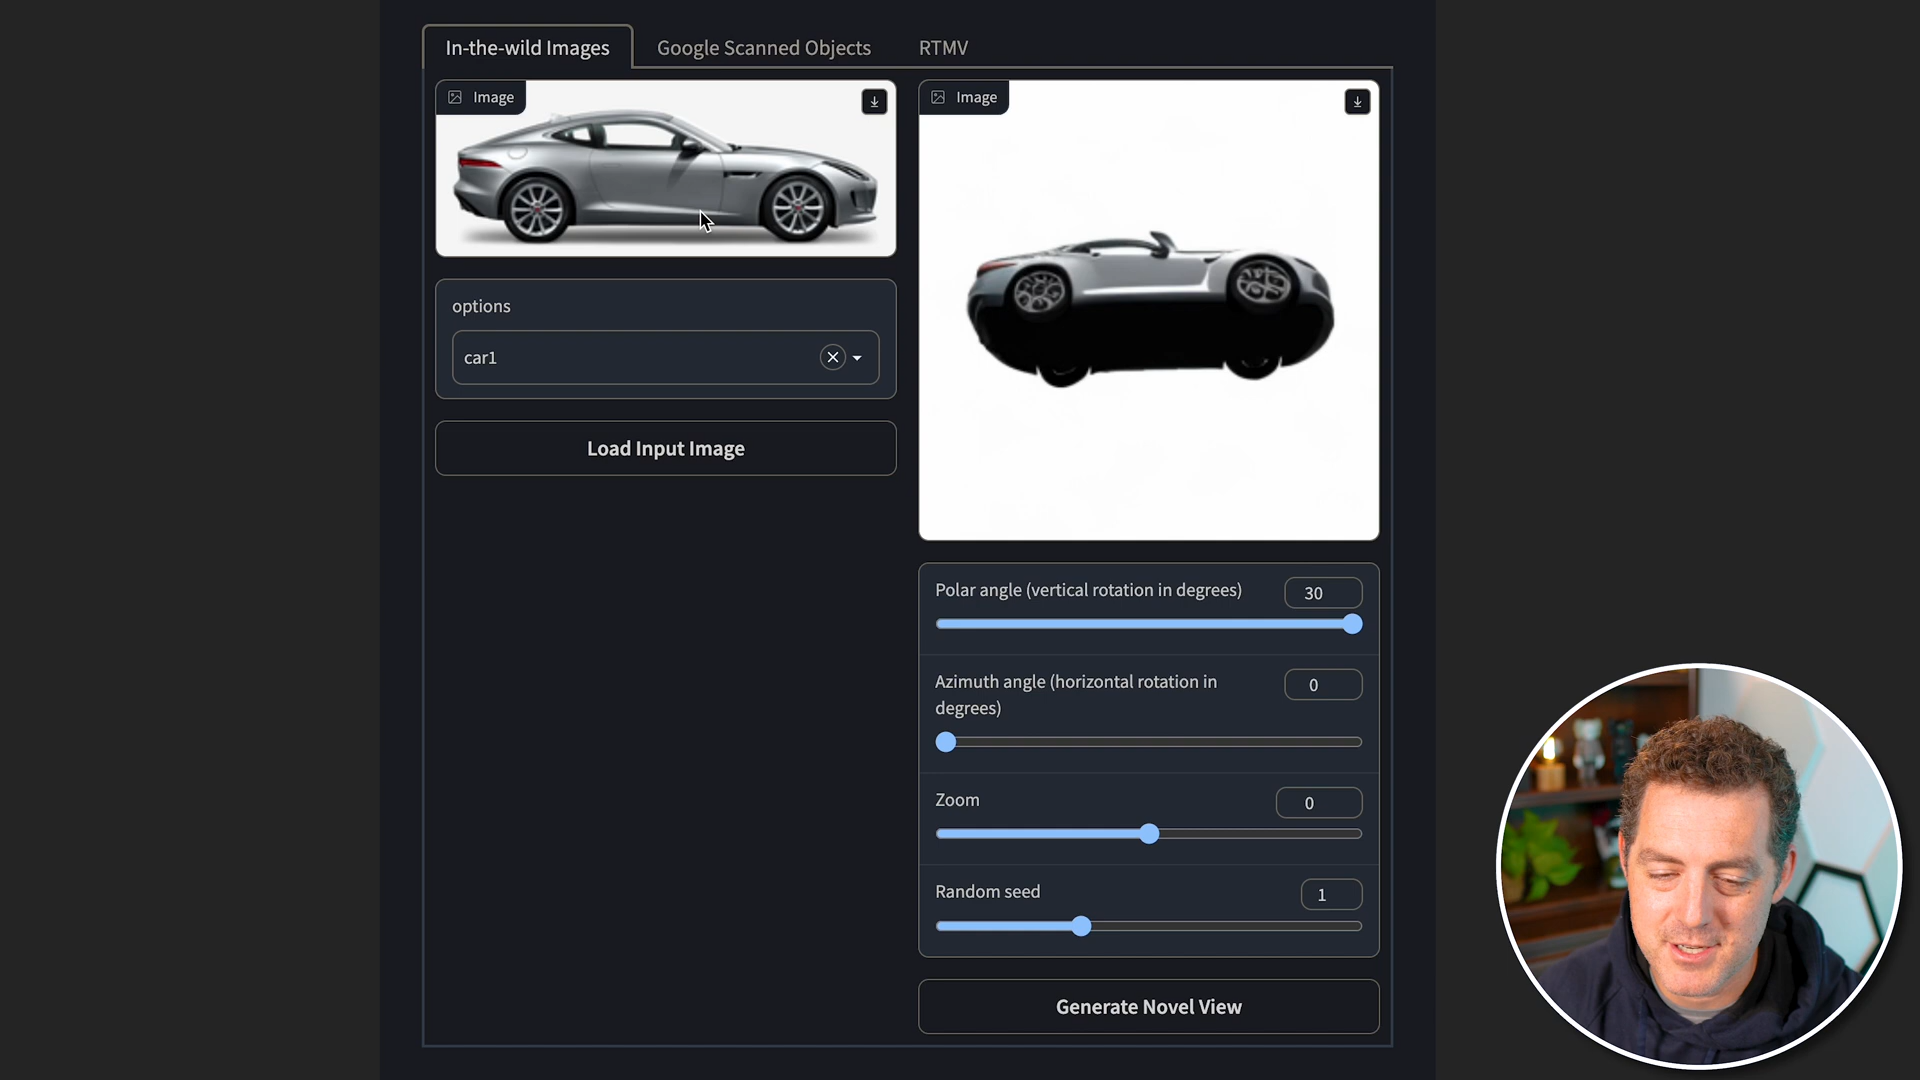 In-the-wild Images Google Scanned Objects RTMV
Image
Image
options
car1
Load Input Image
Polar angle (vertical rotation in degrees) 30
Azimuth angle (horizontal rotation in 0
degrees)
Zoom 0
Random seed 1
Generate Novel View